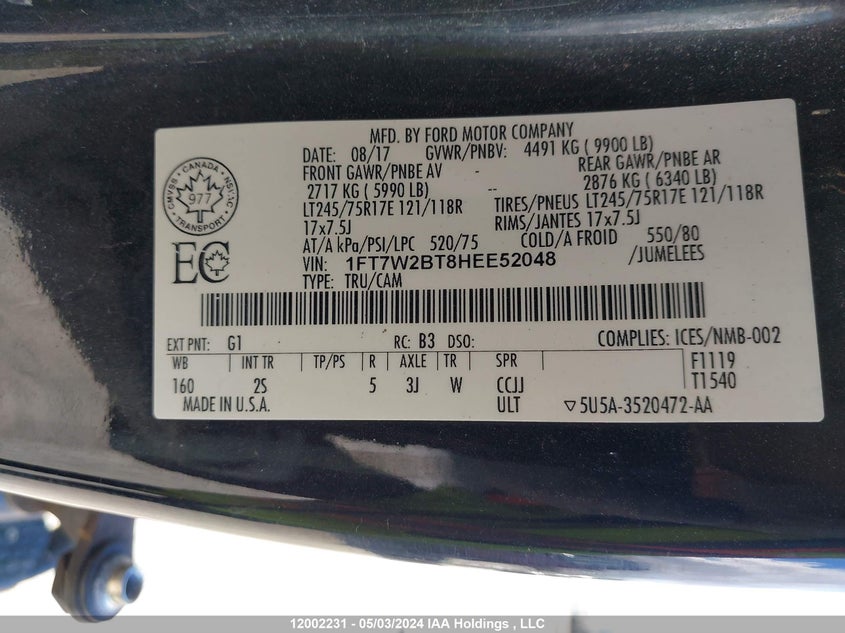 MFD. BY FORD MOTOR COMPANY
DATE: 08/17 GVWR/PNBV: 4491 KG ( 9900 LB)
FRONT GAWR/PNBE AV REAR GAWR/PNBE AR
2717 KG ( 5990 LB) -- 2876 KG ( 6340 LB)
LT245/75R17E 121/118R TIRES/PNEUS LT245/75R17E 121/118R
17x7.5J RIMS/JANTES 17x7.5J
AT/A kPa/PSI/LPC 520/75 COLD/A FROID 550/80
VIN: 1FT7W2BT8HEE52048 /JUMELEES
TYPE: TRU/CAM
CANADA
CMVSS NSVAC
977
TRANSPORT
EC
EXT PNT: G1 RC: B3 DSO: COMPLIES: ICES/NMB-002
WB INT TR TP/PS R AXLE TR SPR F1119
160 2S 5 3J W CCJJ T1540
MADE IN U.S.A. ULT ▽5U5A-3520472-AA
12002231 - 05/03/2024 IAA Holdings , LLC